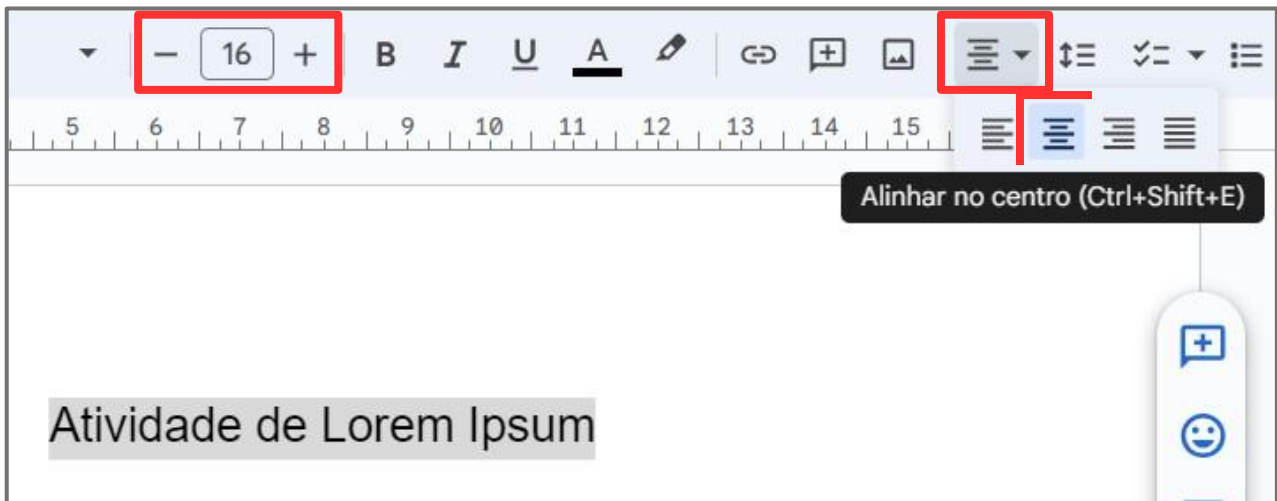 16 B I U A
5 6 7 8 9 10 11 12 13 14 15
Alinhar no centro (Ctrl+Shift+E)
Atividade de Lorem Ipsum